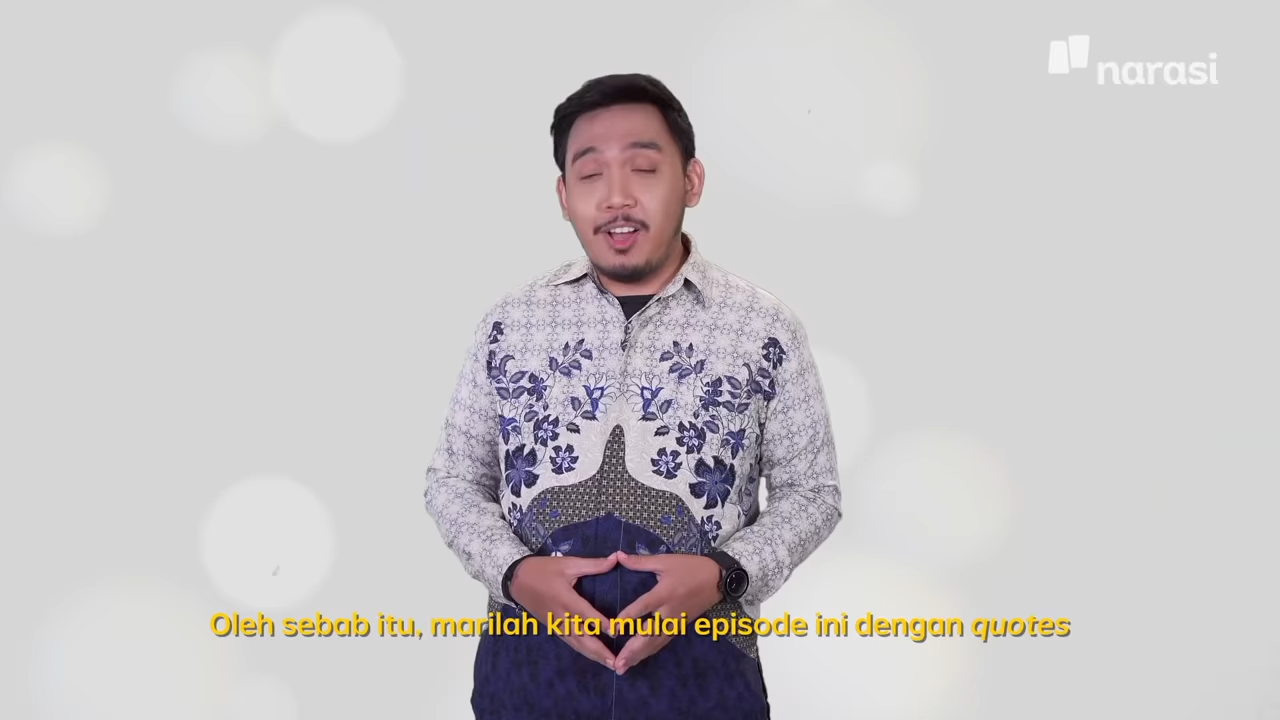 narasi
Oleh sebab itu, marilah kita mulai episode ini dengan quotes